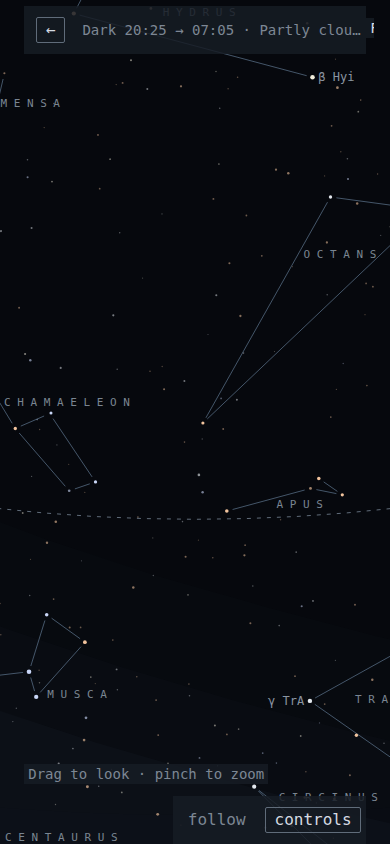 HYDRUS
← Dark 20:25 → 07:05 · Partly clou…
β Hyi
MENSA
OCTANS
CHAMAELEON
APUS
MUSCA
γ TrA
TRA
Drag to look · pinch to zoom
CIRCINUS
follow controls
CENTAURUS